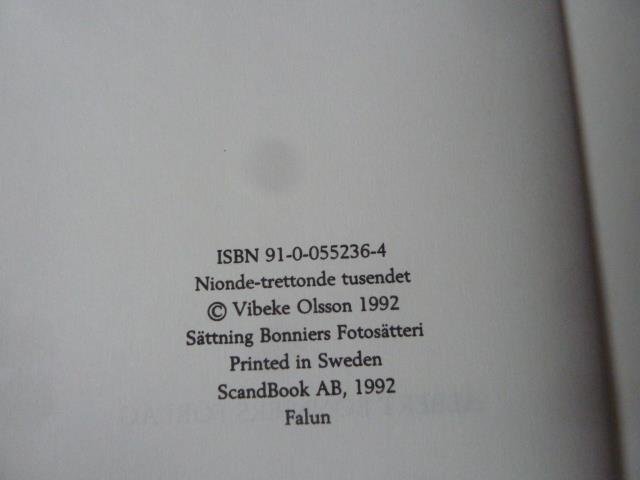 ISBN 91-0-055236-4
Nionde-trettonde tusendet
© Vibeke Olsson 1992
Sättning Bonniers Fotosätteri
Printed in Sweden
ScandBook AB, 1992
Falun